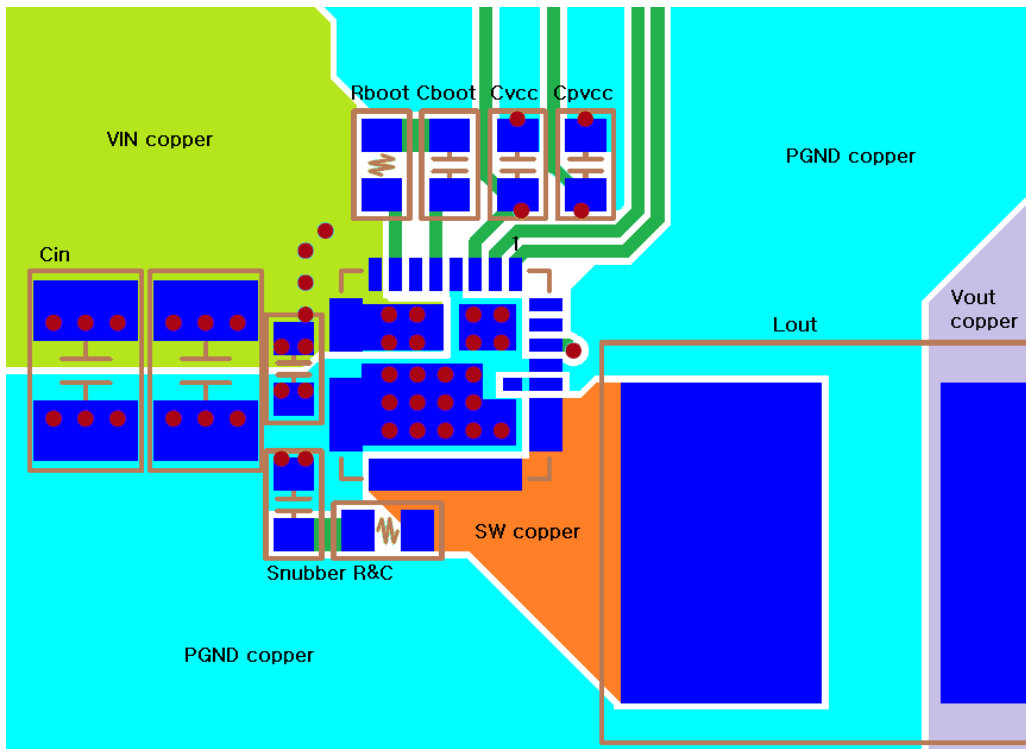 Rboot Cboot Cvcc Cpvcc
VIN copper
PGND copper
1
Cin
Vout
copper
Lout
SW copper
Snubber R&C
PGND copper